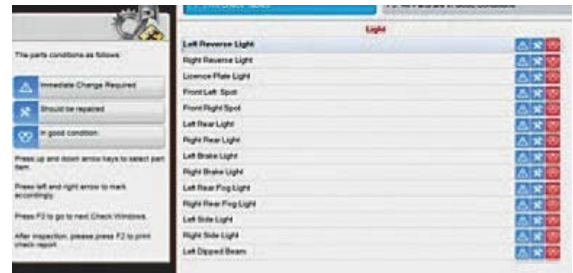 Light
The parts conditions as follows:
Immediate Change Required
Should be repaired
In good condition
Press up and down arrow keys to select part
item.
Press left and right arrow to mark
accordingly.
Press F3 to go to next Check Windows.
After inspection, please press F2 to print
check report
Left Reverse Light
Right Reverse Light
Licence Plate Light
Front Left Spot
Front Right Spot
Left Rear Light
Right Rear Light
Left Brake Light
Right Brake Light
Left Rear Fog Light
Right Rear Fog Light
Left Side Light
Right Side Light
Left Dipped Beam